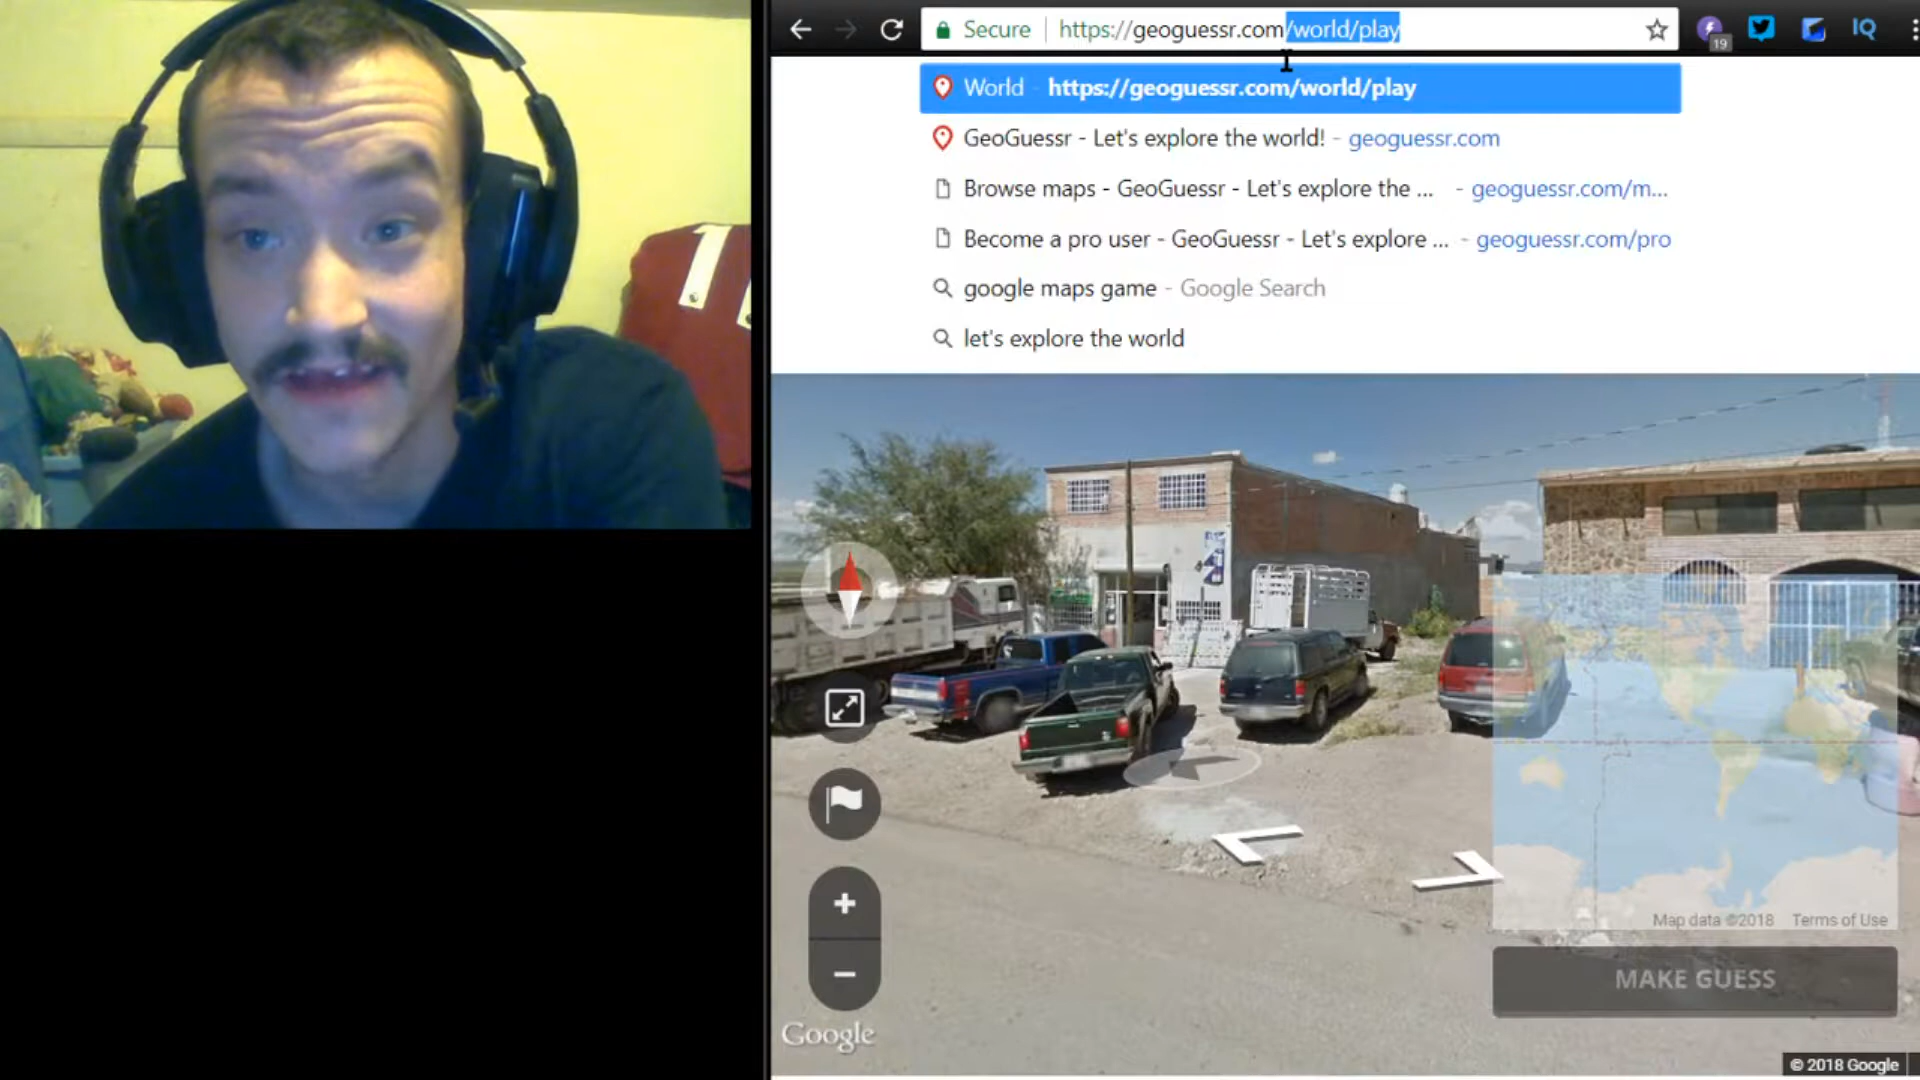 Secure
https://geoguessr.com/world/play
19
IQ
World - https://geoguessr.com/world/play
GeoGuessr - Let's explore the world! - geoguessr.com
Browse maps - GeoGuessr - Let's explore the ... - geoguessr.com/m...
Become a pro user - GeoGuessr - Let's explore ... - geoguessr.com/pro
google maps game - Google Search
let's explore the world
Map data ©2018 Terms of Use
MAKE GUESS
Google
© 2018 Google